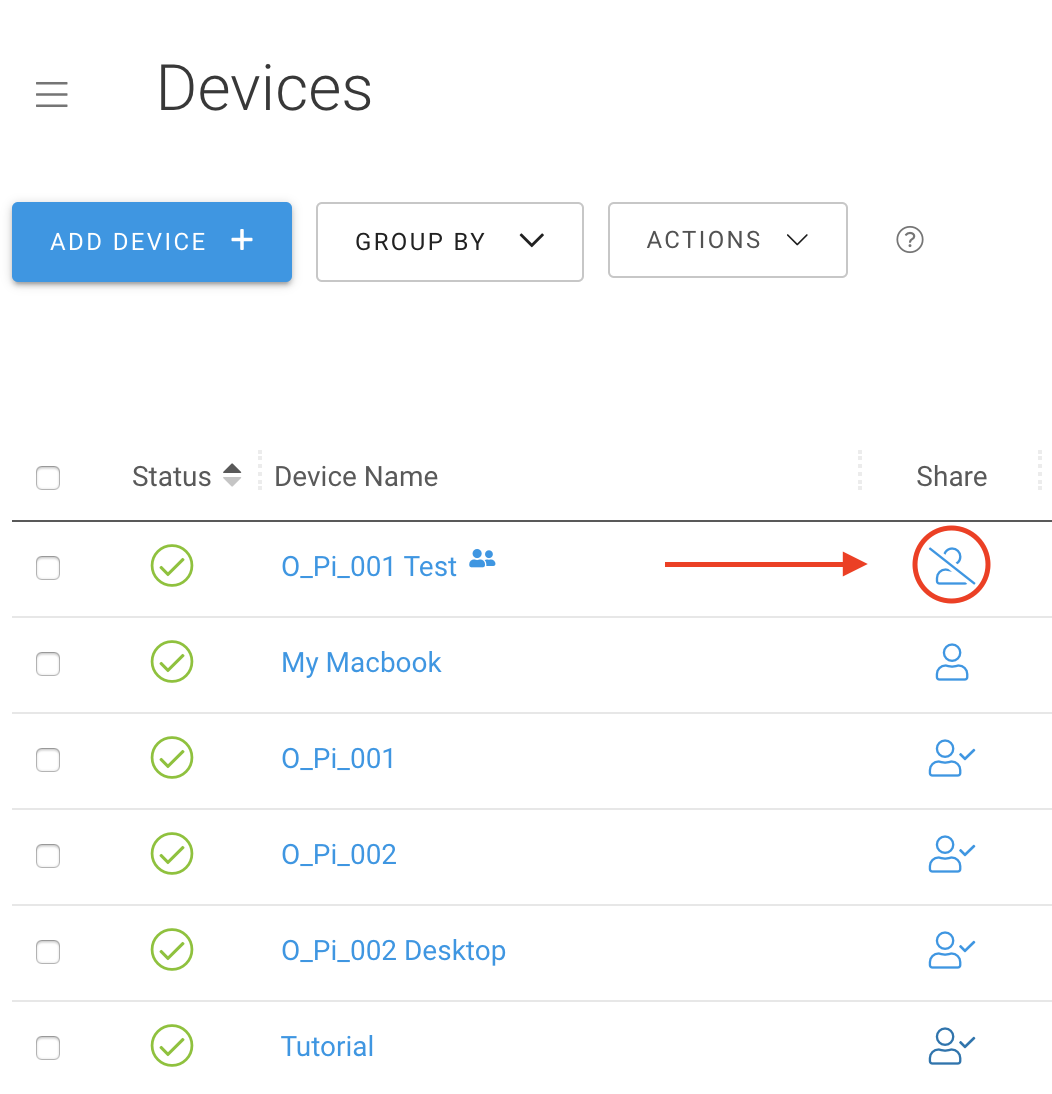 Devices
ADD DEVICE +
GROUP BY
ACTIONS
?
Status Device Name Share
O_Pi_001 Test
My Macbook
O_Pi_001
O_Pi_002
O_Pi_002 Desktop
Tutorial